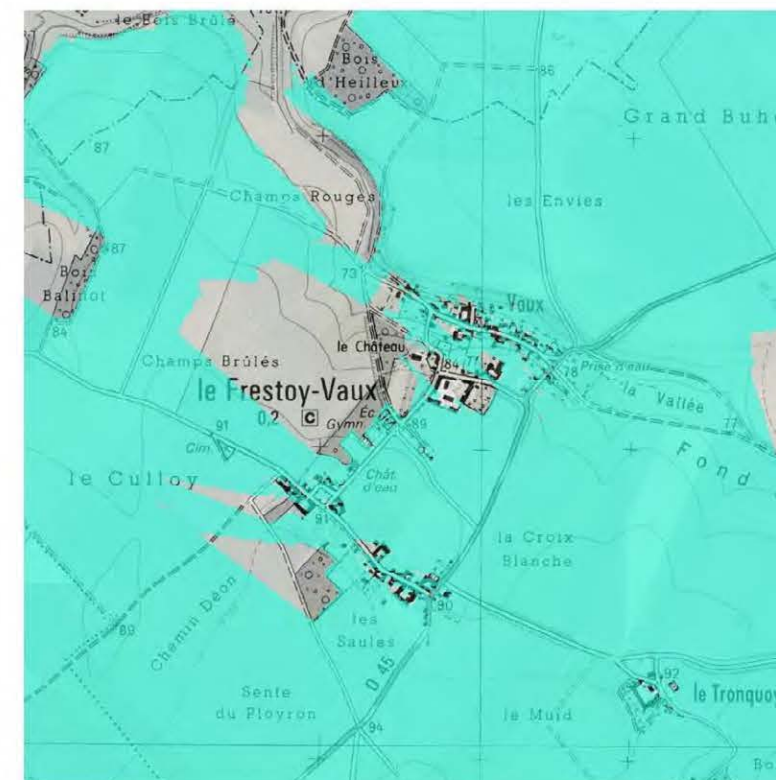 le Bois Brûlé
Bois
d'Heilleux
86
Grand Buhe
87
Champs Rouges
les Envies
87
Bois
Balinot
73
Vaux
84
le Château
84
Champs Brûlés
78
Prise d'eau
la Vallée
le Frestoy-Vaux
0,2 C
Éc.
Gymn.
89
77
91
Cim.
Fond
le Culloy
Chât.
d'eau
91
la Croix
Blanche
89
Chemin Déon
90
les
Saules
92
D 45
Sente
du Ployron
le Muid
le Tronquoy
94
Bo